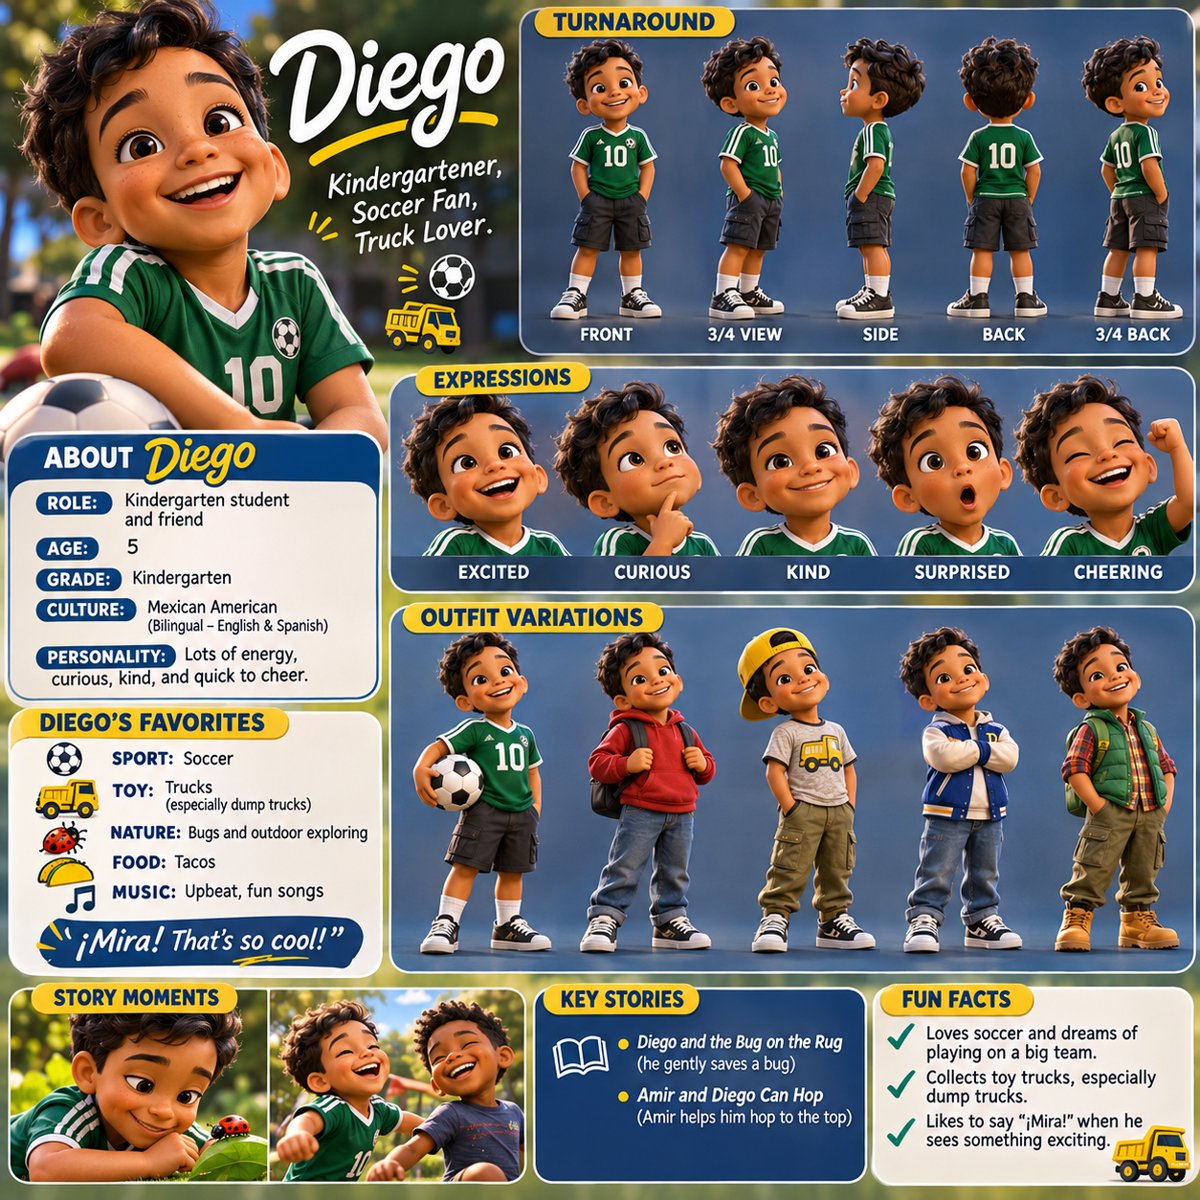 Diego
Kindergartener,
Soccer Fan,
Truck Lover.
10
TURNAROUND
10
10
10
10
FRONT
3/4 VIEW
SIDE
BACK
3/4 BACK
EXPRESSIONS
EXCITED
CURIOUS
KIND
SURPRISED
CHEERING
ABOUT Diego
ROLE: Kindergarten student
and friend
AGE: 5
GRADE: Kindergarten
CULTURE: Mexican American
(Bilingual – English & Spanish)
PERSONALITY: Lots of energy,
curious, kind, and quick to cheer.
OUTFIT VARIATIONS
10
D
DIEGO'S FAVORITES
SPORT: Soccer
TOY: Trucks
(especially dump trucks)
NATURE: Bugs and outdoor exploring
FOOD: Tacos
MUSIC: Upbeat, fun songs
"¡Mira! That's so cool!"
STORY MOMENTS
10
KEY STORIES
Diego and the Bug on the Rug
(he gently saves a bug)
Amir and Diego Can Hop
(Amir helps him hop to the top)
FUN FACTS
Loves soccer and dreams of
playing on a big team.
Collects toy trucks, especially
dump trucks.
Likes to say "¡Mira!" when he
sees something exciting.